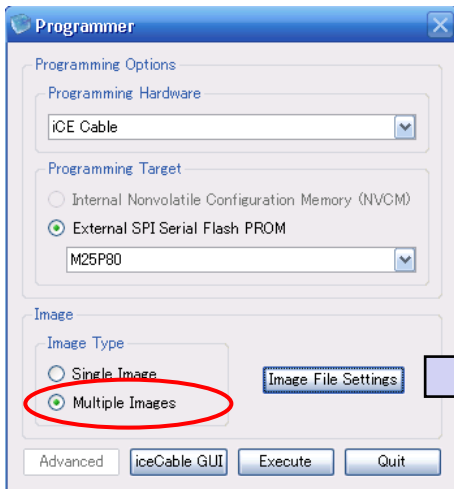 Programmer
Programming Options
Programming Hardware
iCE Cable
Programming Target
Internal Nonvolatile Configuration Memory (NVCM)
External SPI Serial Flash PROM
M25P80
Image
Image Type
Single Image
Image File Settings
Multiple Images
Advanced iceCable GUI Execute Quit